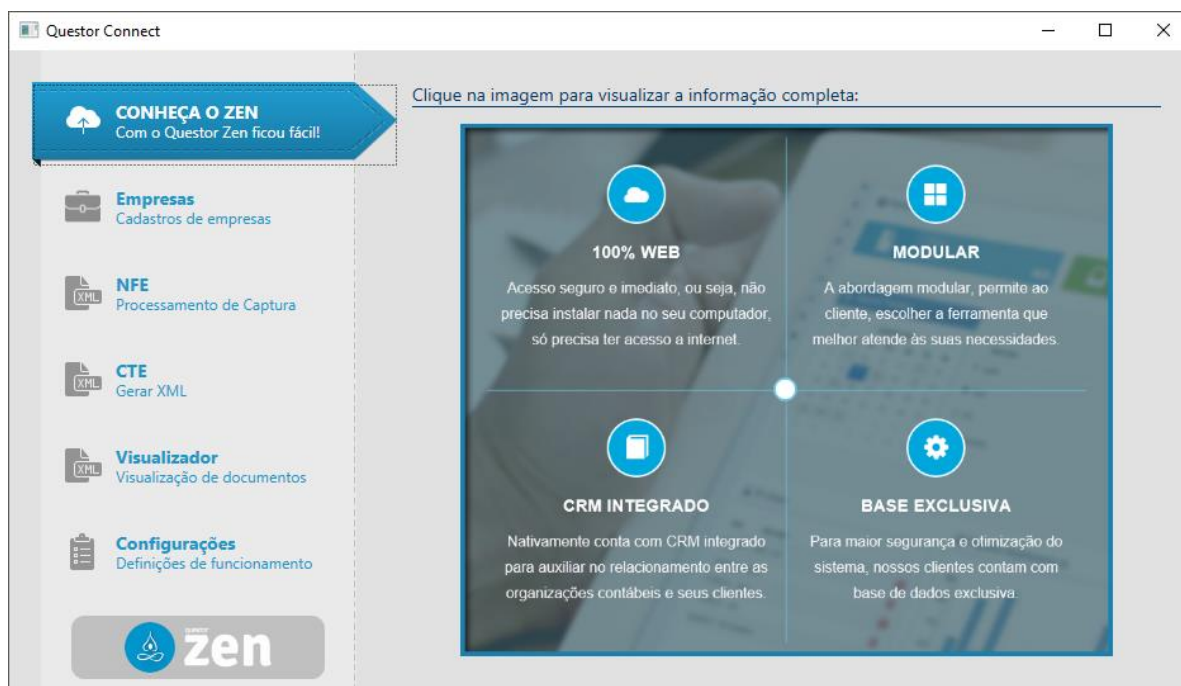 Questor Connect
CONHEÇA O ZEN
Com o Questor Zen ficou fácil!
Empresas
Cadastros de empresas
XML
NFE
Processamento de Captura
XML
CTE
Gerar XML
XML
Visualizador
Visualização de documentos
Configurações
Definições de funcionamento
QUESTOR
zen
Clique na imagem para visualizar a informação completa:
100% WEB
Acesso seguro e imediato, ou seja, não
precisa instalar nada no seu computador,
só precisa ter acesso a internet.
MODULAR
A abordagem modular, permite ao
cliente, escolher a ferramenta que
melhor atende às suas necessidades.
CRM INTEGRADO
Nativamente conta com CRM integrado
para auxiliar no relacionamento entre as
organizações contábeis e seus clientes.
BASE EXCLUSIVA
Para maior segurança e otimização do
sistema, nossos clientes contam com
base de dados exclusiva.